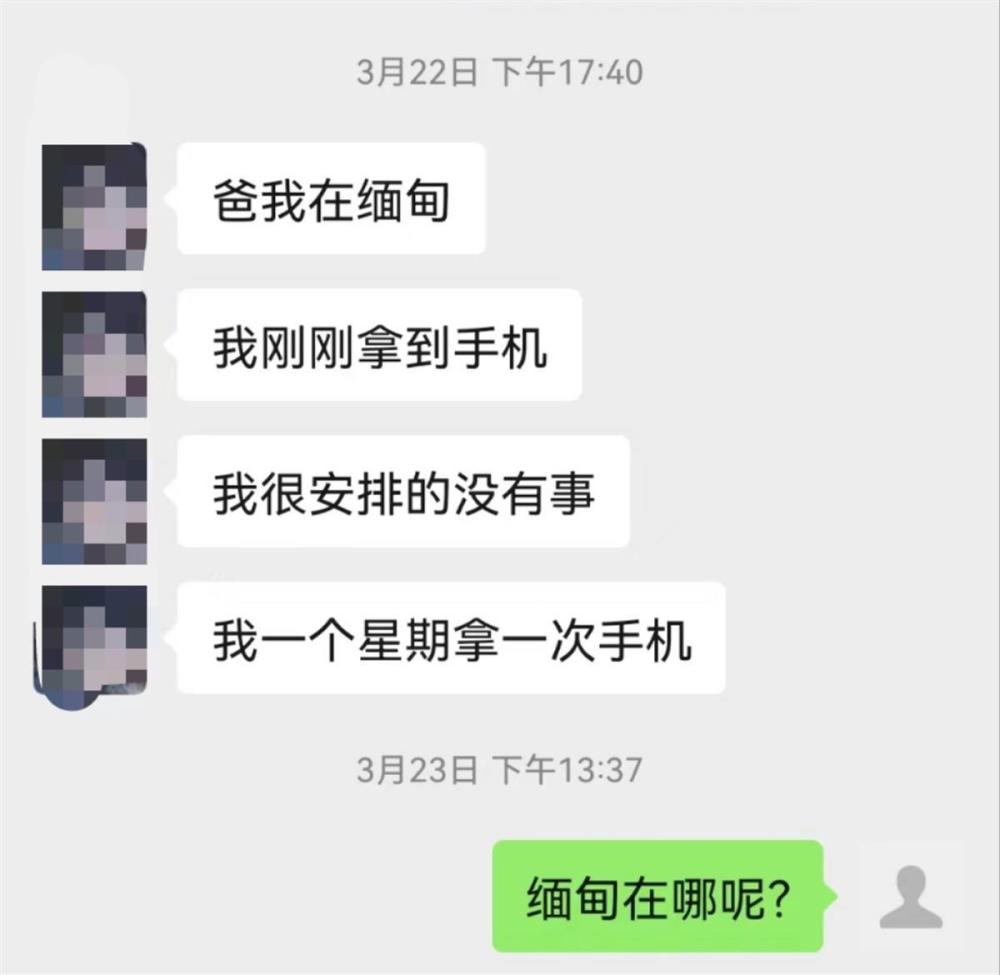 3月22日 下午17:40
爸我在缅甸
我刚刚拿到手机
我很安排的没有事
我一个星期拿一次手机
3月23日 下午13:37
缅甸在哪呢?